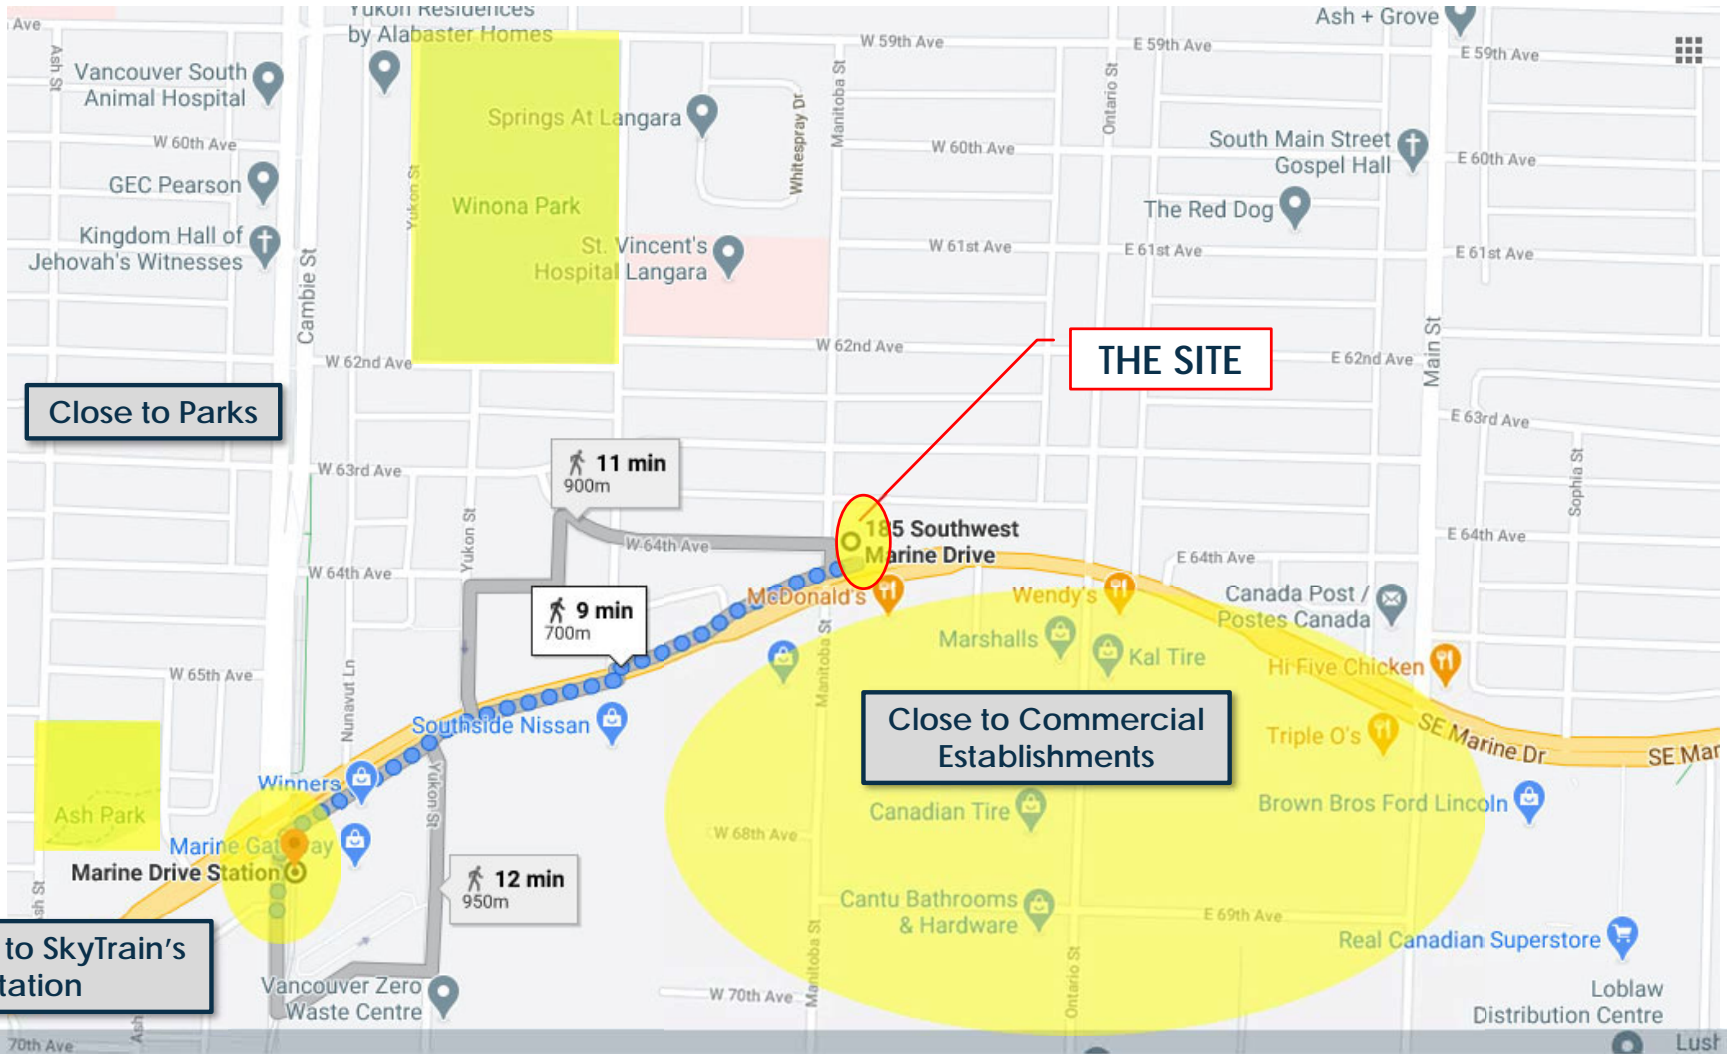 Ave
Yukon Residences
by Alabaster Homes
W 59th Ave
E 59th Ave
Ash + Grove
E 59th Ave
Ash St
Vancouver South
Animal Hospital
Springs At Langara
Whitespray Dr
Manitoba St
Ontario St
W 60th Ave
W 60th Ave
South Main Street
Gospel Hall
E 60th Ave
GEC Pearson
Yukon St
Winona Park
The Red Dog
Kingdom Hall of
Jehovah's Witnesses
Cambie St
St. Vincent's
Hospital Langara
W 61st Ave
E 61st Ave
E 61st Ave
W 62nd Ave
W 62nd Ave
THE SITE
E 62nd Ave
Main St
Close to Parks
E 63rd Ave
W 63rd Ave
11 min
900m
Sophia St
Yukon St
W 64th Ave
185 Southwest
Marine Drive
E 64th Ave
W 64th Ave
E 64th Ave
9 min
700m
McDonald's
Wendy's
Canada Post /
Postes Canada
Marshalls
Kal Tire
Hi Five Chicken
W 65th Ave
Nunavut Ln
Manitoba St
Southside Nissan
Close to Commercial
Establishments
Triple O's
SE Marine Dr
SE Mar
Winners
Yukon St
Ash Park
Canadian Tire
Brown Bros Ford Lincoln
W 68th Ave
Marine Gateway
Marine Drive Station
12 min
950m
Ash St
Cantu Bathrooms
& Hardware
E 69th Ave
Real Canadian Superstore
to SkyTrain's
tation
Manitoba St
Ontario St
Vancouver Zero
Waste Centre
W 70th Ave
Loblaw
Distribution Centre
Ash
70th Ave
Lush